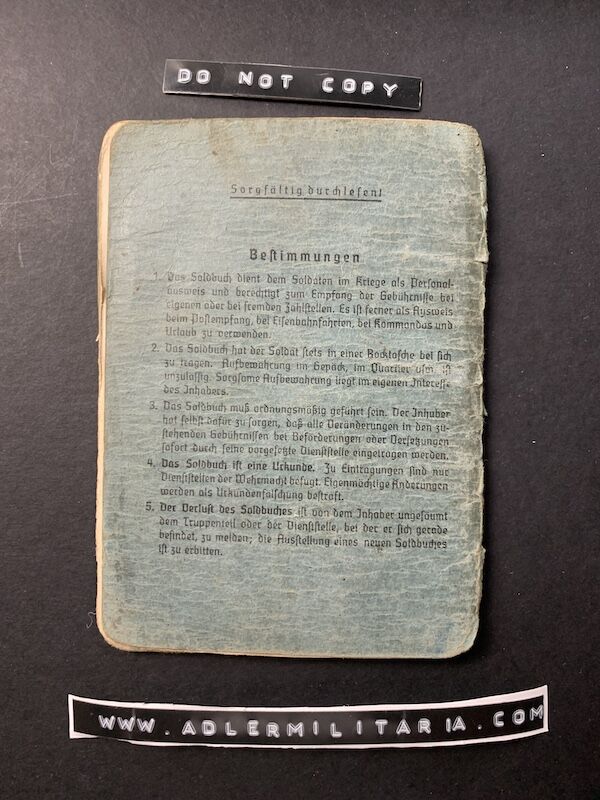 DO NOT COPY
Sorgfältig durchlesen!
Bestimmungen
1. Das Soldbuch dient dem Soldaten im Kriege als Personal-
ausweis und berechtigt zum Empfang der Gebührnisse bei
eigenen oder bei fremden Zahlstellen. Es ist ferner als Ausweis
beim Postempfang, bei Eisenbahnfahrten, bei Kommandos und
Urlaub zu verwenden.
2. Das Soldbuch hat der Soldat stets in einer Rocktasche bei sich
zu tragen. Aufbewahrung im Gepäck, im Quartier usw. ist
unzulässig. Sorgsame Aufbewahrung liegt im eigenen Interesse
des Inhabers.
3. Das Soldbuch muß ordnungsmäßig geführt sein. Der Inhaber
hat selbst dafür zu sorgen, daß alle Veränderungen in den zu-
stehenden Gebührnissen bei Beförderungen oder Versetzungen
sofort durch seine vorgesetzte Dienststelle eingetragen werden.
4. Das Soldbuch ist eine Urkunde. Zu Eintragungen sind nur
Dienststellen der Wehrmacht befugt. Eigenmächtige Änderungen
werden als Urkundenfälschung bestraft.
5. Der Verlust des Soldbuches ist von dem Inhaber ungesäumt
dem Truppenteil oder der Dienststelle, bei der er sich gerade
befindet, zu melden; die Ausstellung eines neuen Soldbuches
ist zu erbitten.
WWW.ADLERMILITARIA.COM